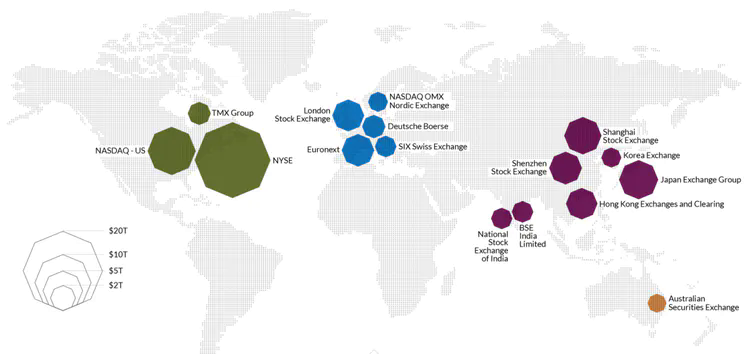 TMX Group
NASDAQ - US
NYSE
London
Stock Exchange
NASDAQ OMX
Nordic Exchange
Deutsche Boerse
Euronext
SIX Swiss Exchange
Shanghai
Stock Exchange
Korea Exchange
Shenzhen
Stock Exchange
Japan Exchange Group
Hong Kong Exchanges and Clearing
National
Stock
Exchange
of India
BSE
India
Limited
$20T
$10T
$5T
$2T
Australian
Securities Exchange